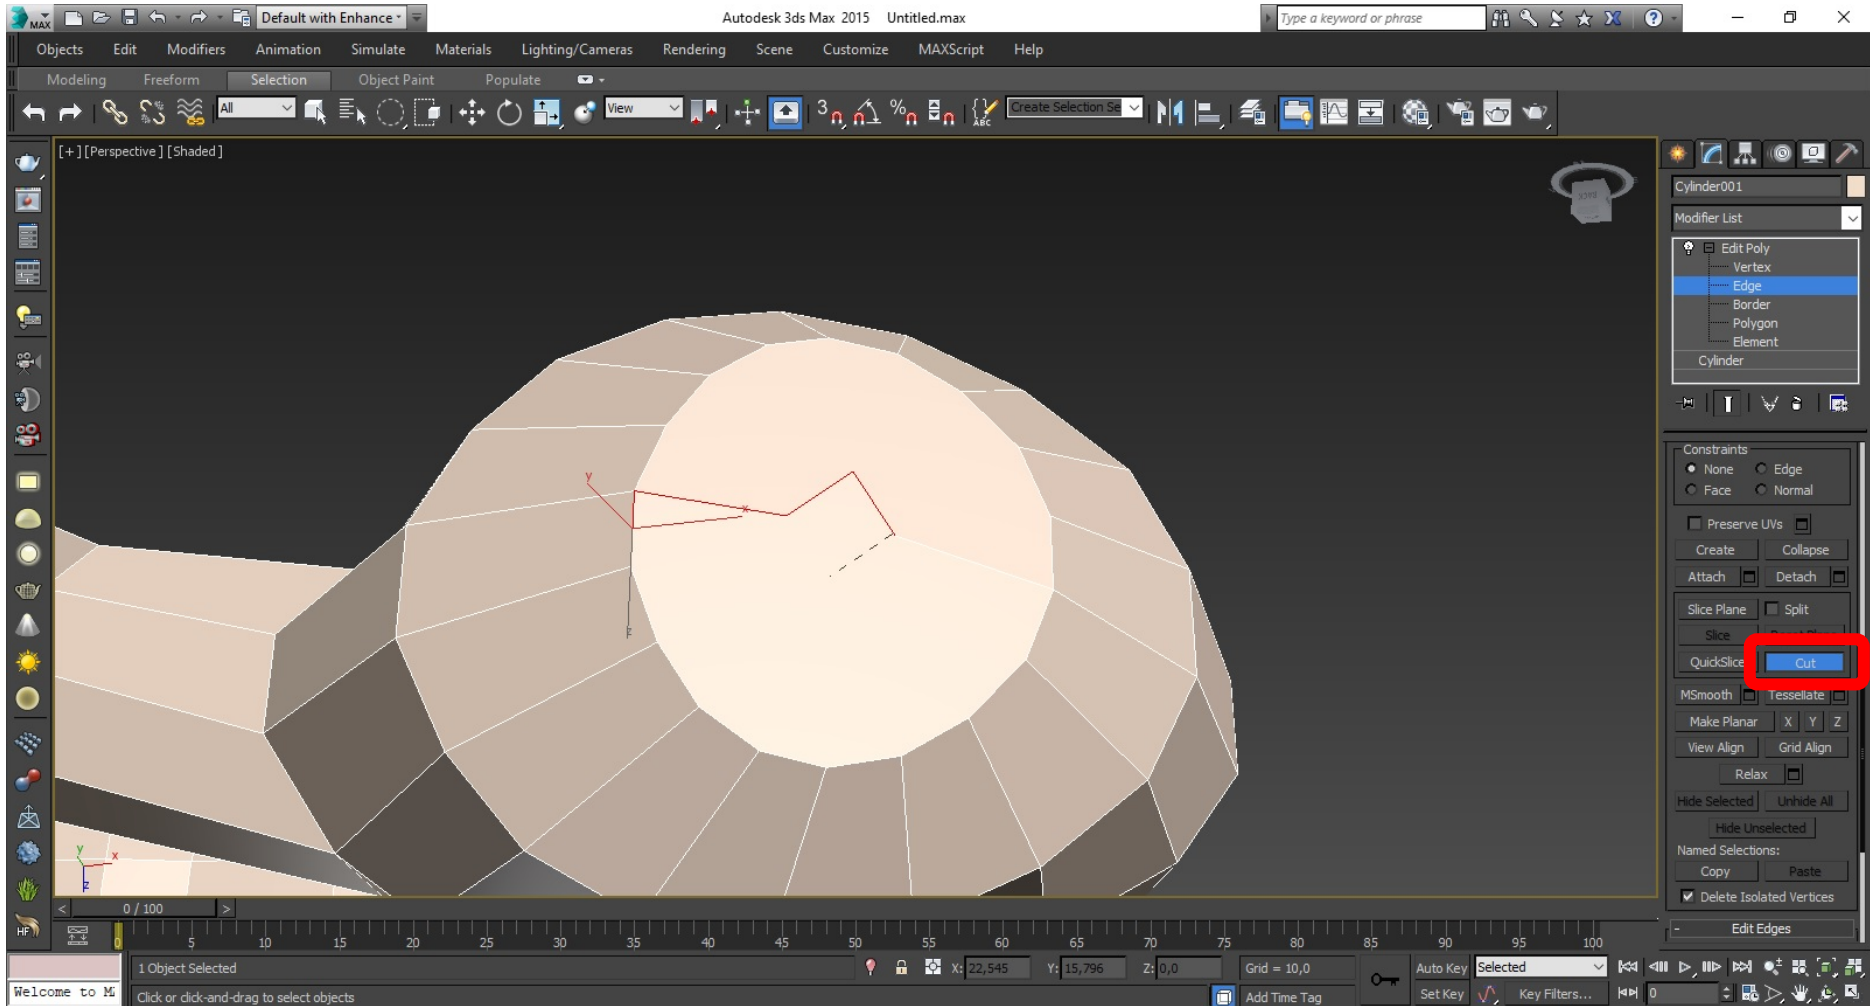 MAX Default with Enhance Autodesk 3ds Max 2015 Untitled.max Type a keyword or phrase
Objects Edit Modifiers Animation Simulate Materials Lighting/Cameras Rendering Scene Customize MAXScript Help
Modeling Freeform Selection Object Paint Populate
All View 3 % ABC Create Selection Se
[+][Perspective][Shaded]
BACK
Cylinder001
Modifier List
Edit Poly
Vertex
Edge
Border
Polygon
Element
Cylinder
Constraints
None Edge
Face Normal
Preserve UVs
Create Collapse
Attach Detach
Slice Plane Split
Slice
QuickSlice Cut
MSmooth Tessellate
Make Planar X Y Z
View Align Grid Align
Relax
Hide Selected Unhide All
Hide Unselected
Named Selections:
Copy Paste
Delete Isolated Vertices
- Edit Edges
y
x
z
y x
z
HF
< 0 / 100 >
0 5 10 15 20 25 30 35 40 45 50 55 60 65 70 75 80 85 90 95 100
1 Object Selected X: 22,545 Y: 15,796 Z: 0,0 Grid = 10,0 Auto Key Selected
Welcome to M Click or click-and-drag to select objects Add Time Tag Set Key Key Filters... 0